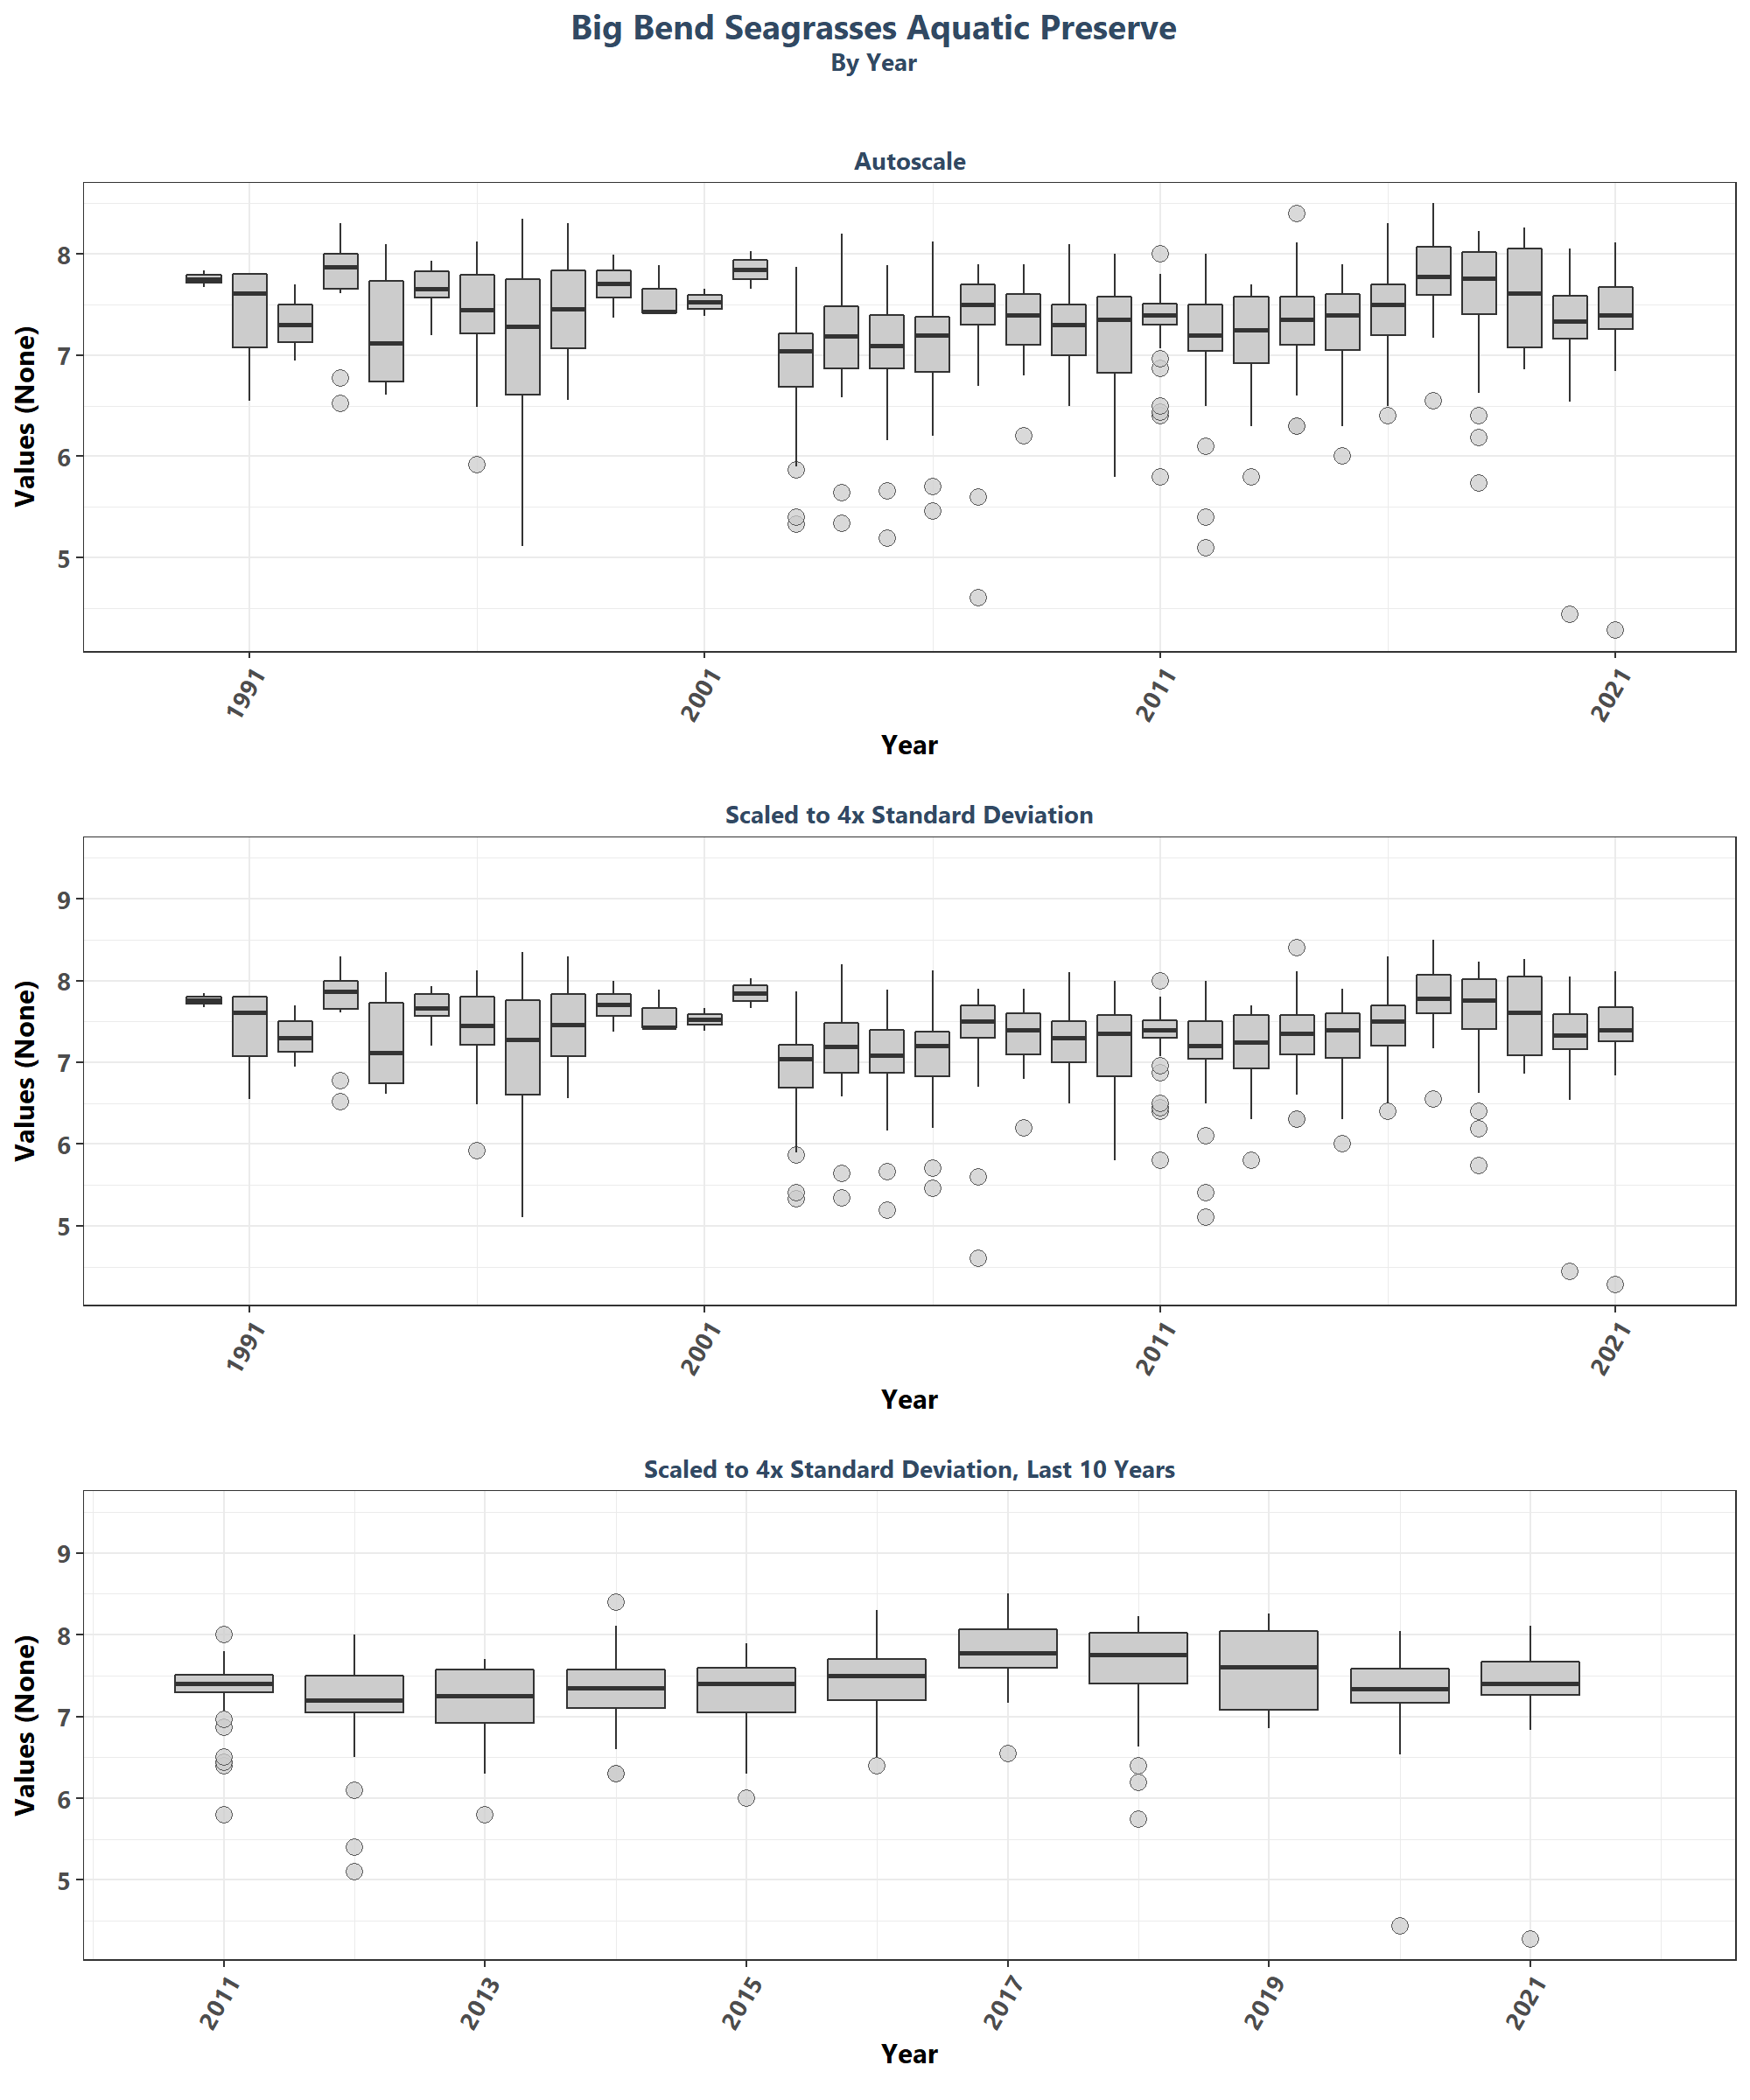 Big Bend Seagrasses Aquatic Preserve
By Year
Autoscale
Values (None)
8
7
6
5
1991
2001
2011
2021
Year
Scaled to 4x Standard Deviation
Values (None)
9
8
7
6
5
1991
2001
2011
2021
Year
Scaled to 4x Standard Deviation, Last 10 Years
Values (None)
9
8
7
6
5
2011
2013
2015
2017
2019
2021
Year